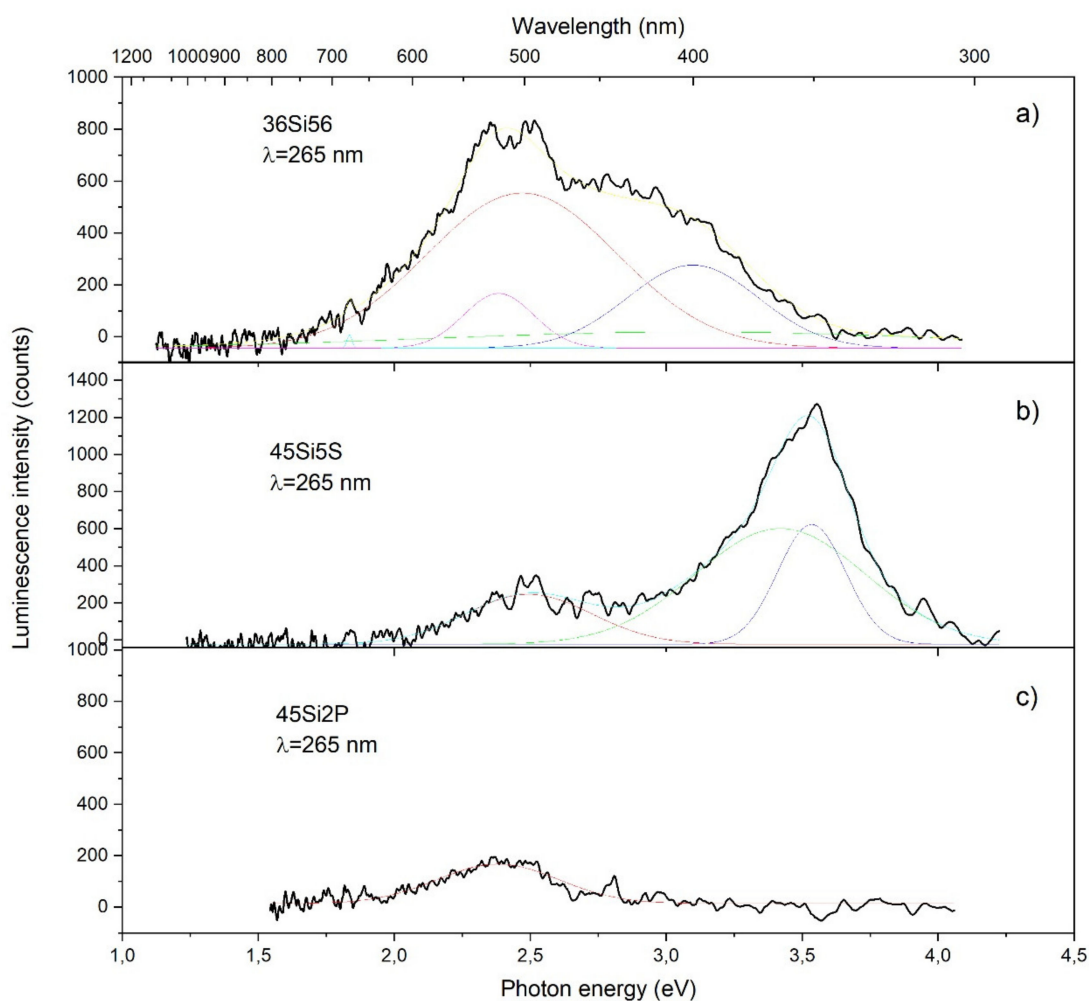 Wavelength (nm)
1200 1000 900 800 700 600 500 400 300
Luminescence intensity (counts)
1000
800
600
400
200
0
36Si56
λ=265 nm
a)
1400
1200
1000
800
600
400
200
0
45Si5S
λ=265 nm
b)
1000
800
600
400
200
0
45Si2P
λ=265 nm
c)
1,0 1,5 2,0 2,5 3,0 3,5 4,0 4,5
Photon energy (eV)